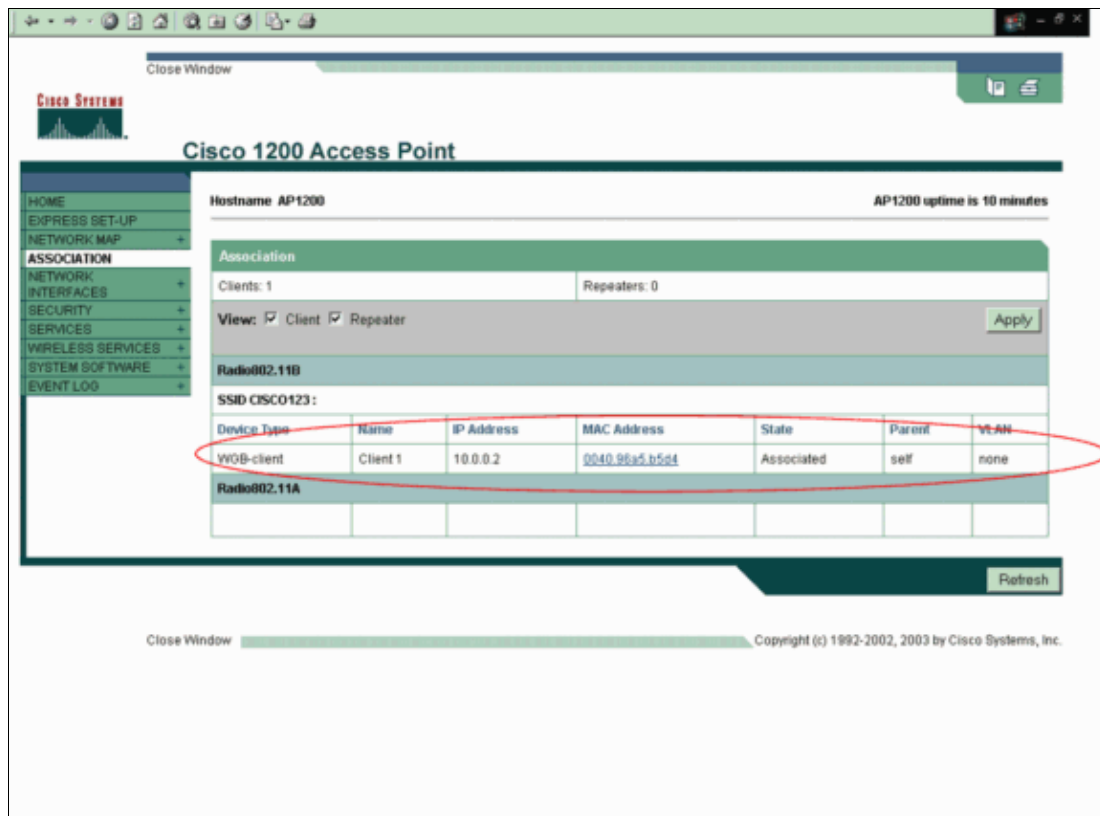 Close Window
CISCO SYSTEMS
Cisco 1200 Access Point
HOME
EXPRESS SET-UP
NETWORK MAP +
ASSOCIATION
NETWORK
INTERFACES +
SECURITY +
SERVICES +
WIRELESS SERVICES +
SYSTEM SOFTWARE +
EVENT LOG +
Hostname AP1200 AP1200 uptime is 10 minutes
Association
Clients: 1 Repeaters: 0
View: Client Repeater Apply
Radio802.11B
SSID CISCO123 :
Device Type Name IP Address MAC Address State Parent VLAN
WGB-client Client 1 10.0.0.2 0040.96a5.b5d4 Associated self none
Radio802.11A
Refresh
Close Window Copyright (c) 1992-2002, 2003 by Cisco Systems, Inc.